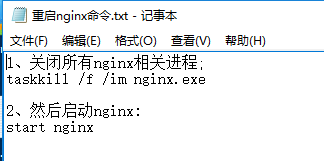 重启nginx命令.txt - 记事本
文件(F) 编辑(E) 格式(O) 查看(V) 帮助(H)
1、关闭所有nginx相关进程;
taskkill /f /im nginx.exe
2、然后启动nginx:
start nginx